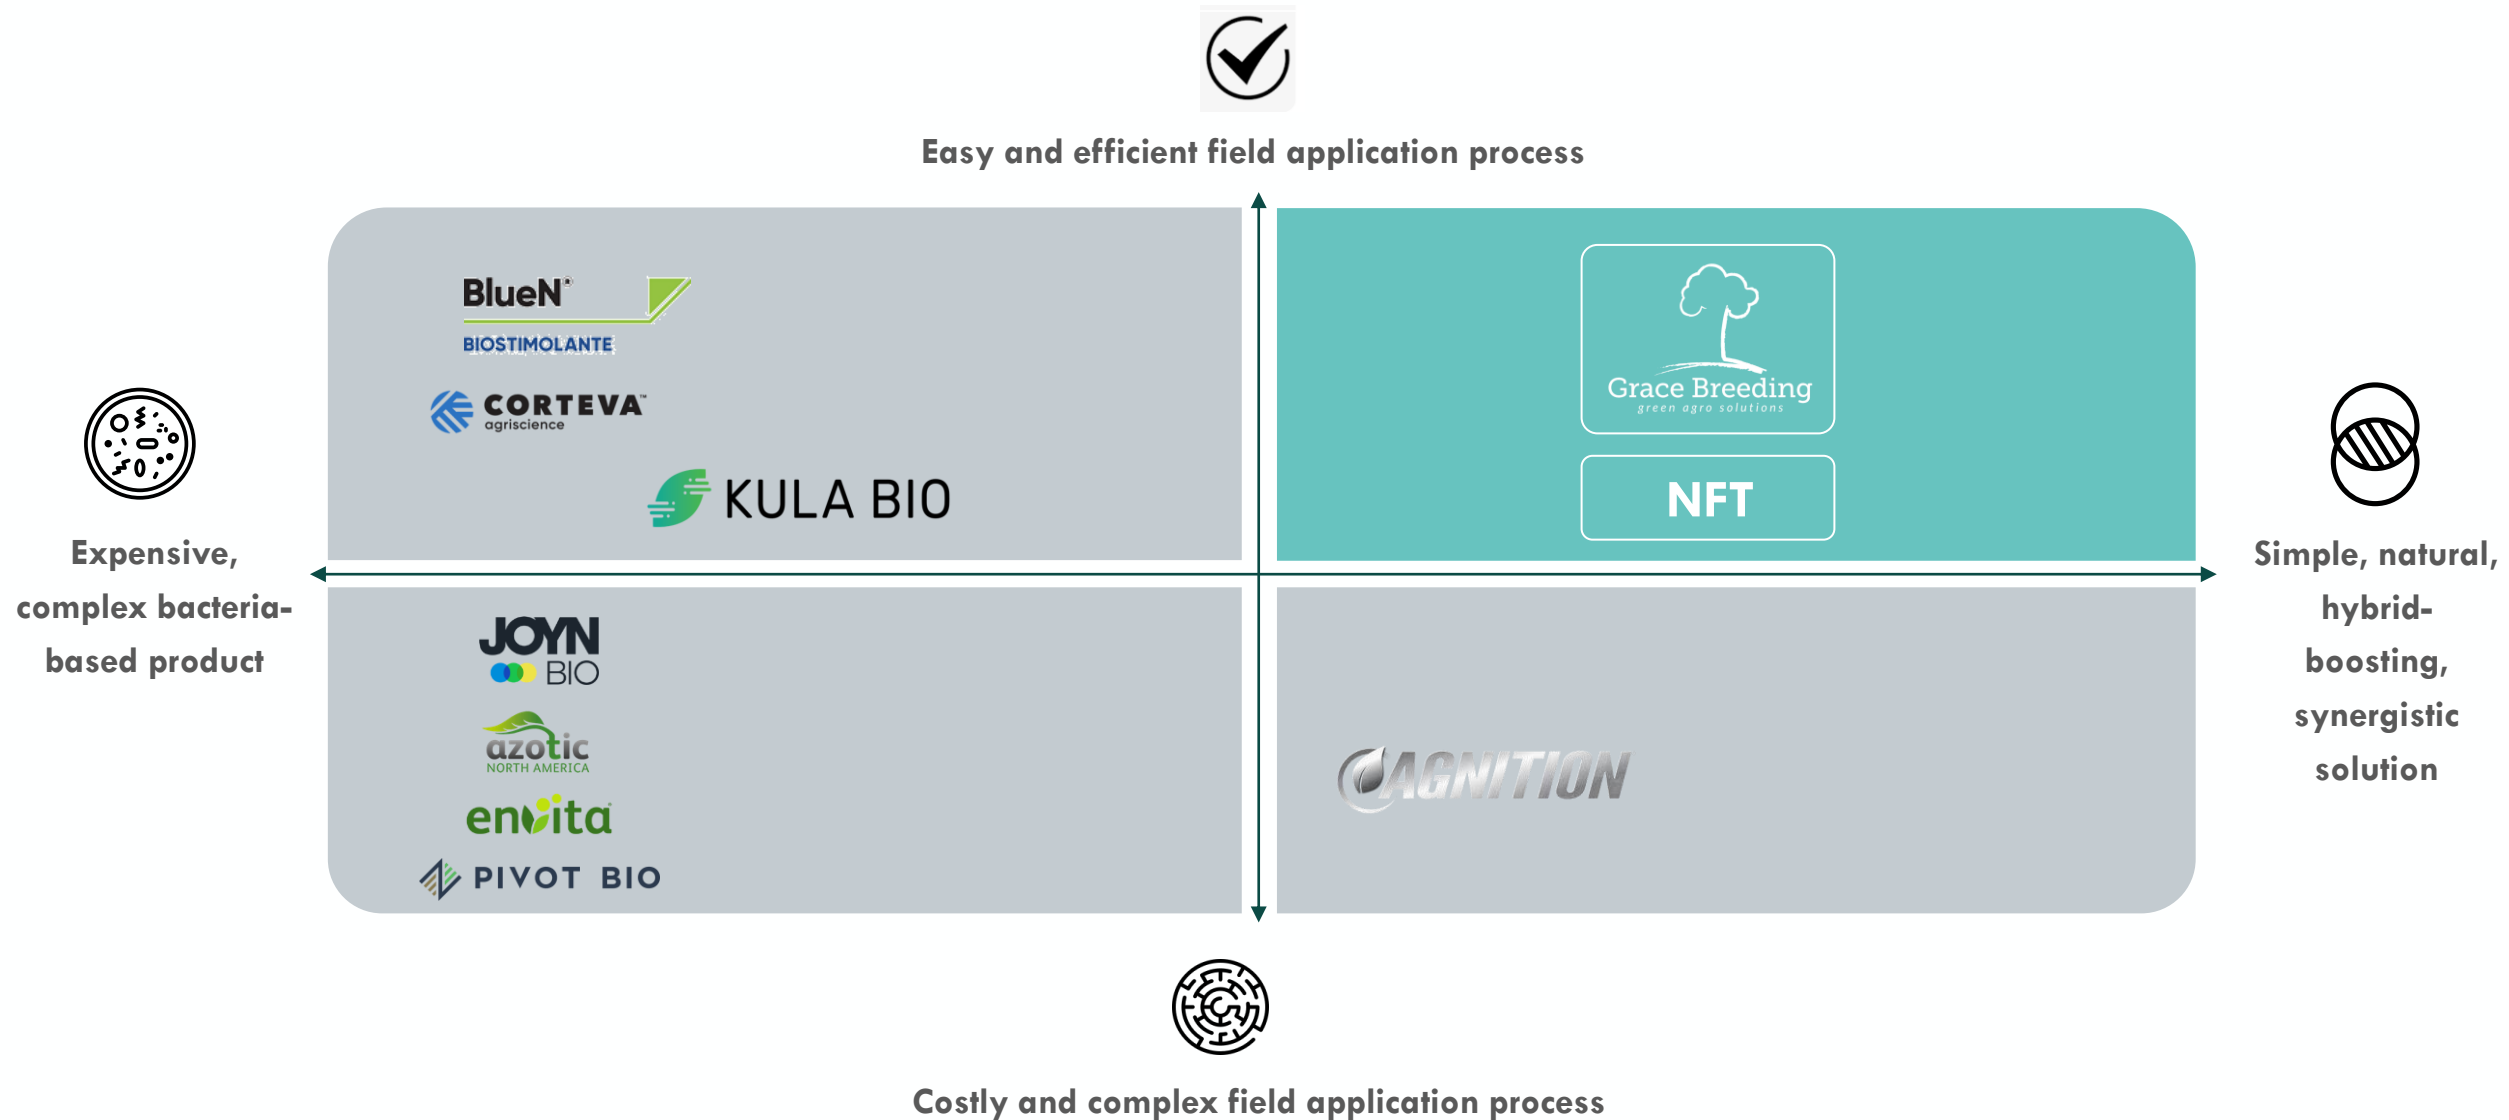 Easy and efficient field application process
BlueN®
BIOSTIMOLANTE
CORTEVA™
agriscience
KULA BIO
Grace Breeding
green agro solutions
NFT
Expensive,
complex bacteria-
based product
Simple, natural,
hybrid-
boosting,
synergistic
solution
JOYN
BIO
azotic
NORTH AMERICA
envita
PIVOT BIO
AGNITION
Costly and complex field application process